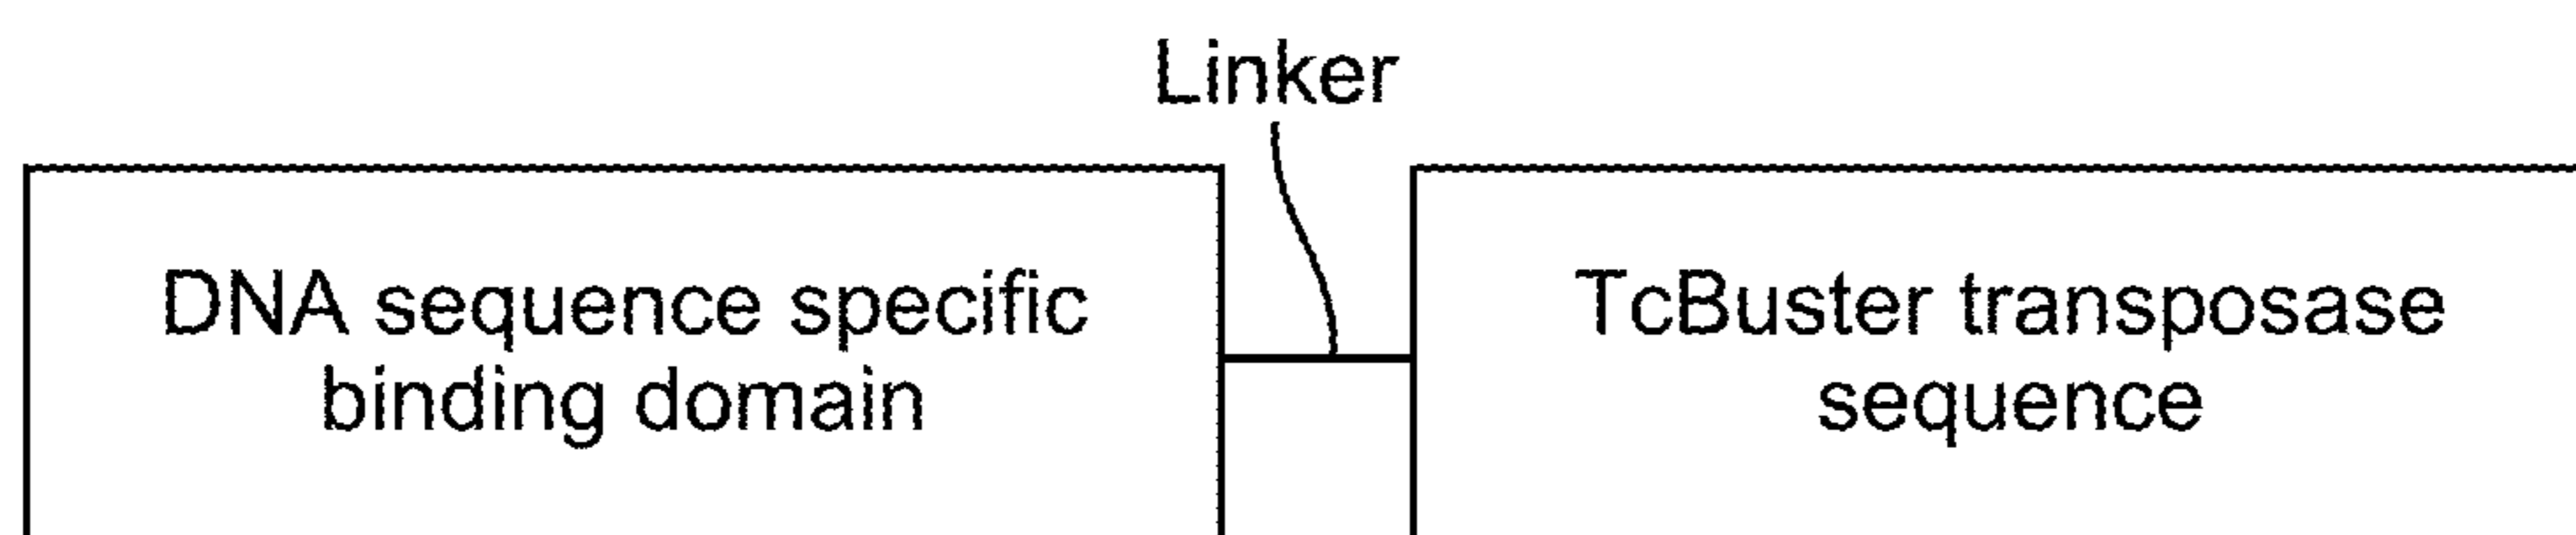 Linker
DNA sequence specific
binding domain
TcBuster transposase
sequence